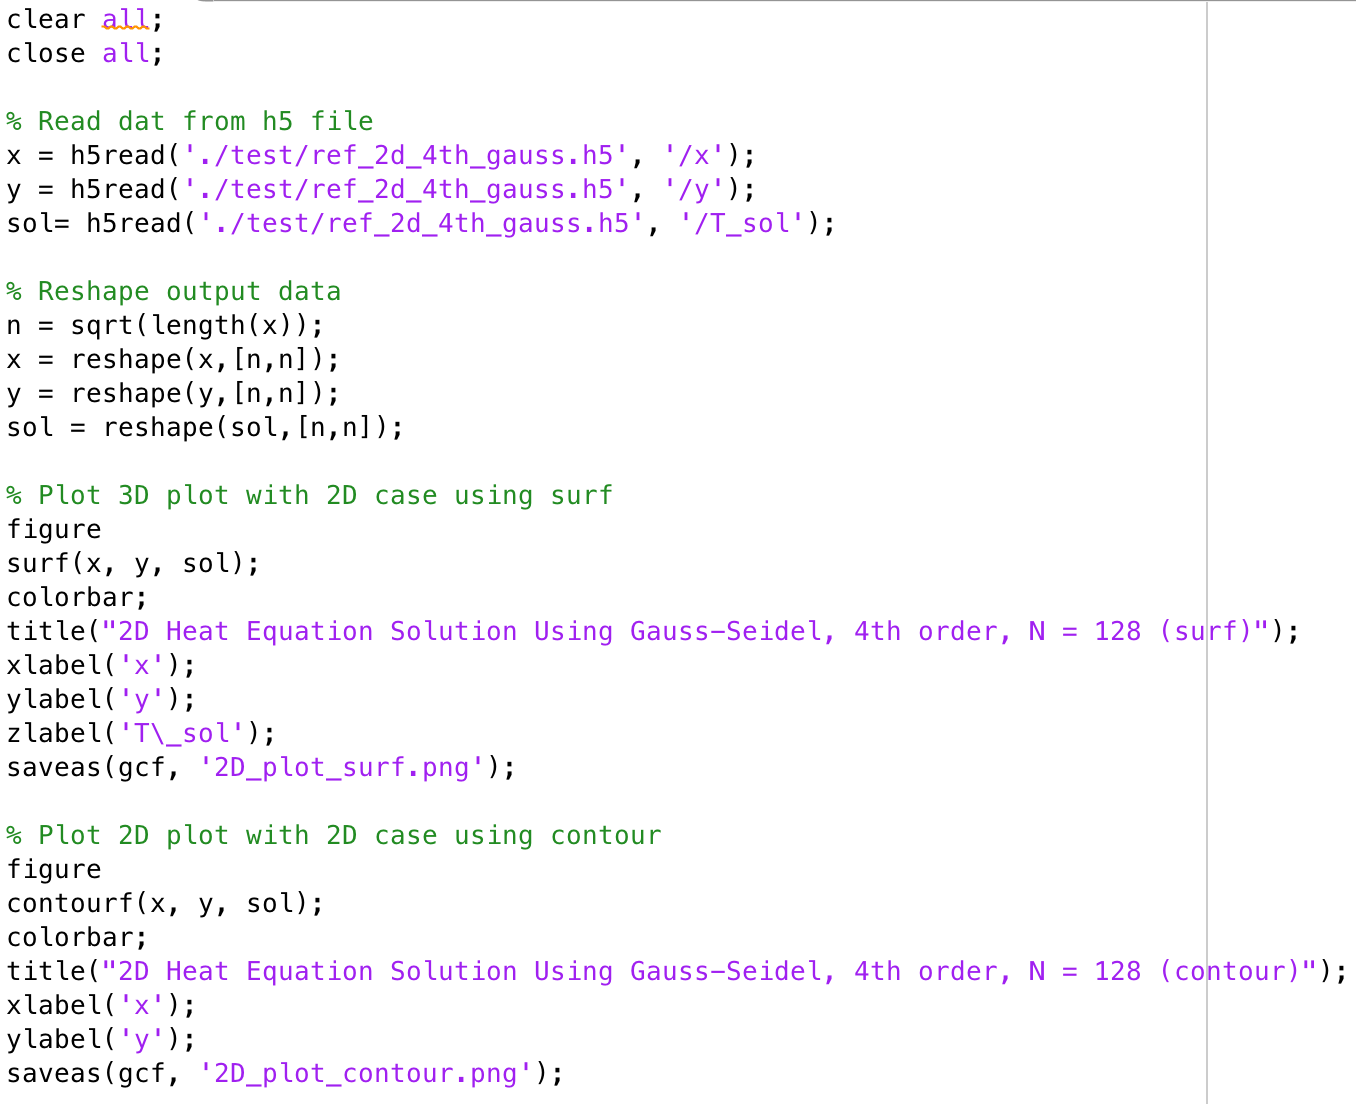 clear all;
close all;
% Read dat from h5 file
x = h5read('./test/ref_2d_4th_gauss.h5', '/x');
y = h5read('./test/ref_2d_4th_gauss.h5', '/y');
sol= h5read('./test/ref_2d_4th_gauss.h5', '/T_sol');
% Reshape output data
n = sqrt(length(x));
x = reshape(x,[n,n]);
y = reshape(y,[n,n]);
sol = reshape(sol,[n,n]);
% Plot 3D plot with 2D case using surf
figure
surf(x, y, sol);
colorbar;
title("2D Heat Equation Solution Using Gauss-Seidel, 4th order, N = 128 (surf)");
xlabel('x');
ylabel('y');
zlabel('T\_sol');
saveas(gcf, '2D_plot_surf.png');
% Plot 2D plot with 2D case using contour
figure
contourf(x, y, sol);
colorbar;
title("2D Heat Equation Solution Using Gauss-Seidel, 4th order, N = 128 (contour)");
xlabel('x');
ylabel('y');
saveas(gcf, '2D_plot_contour.png');